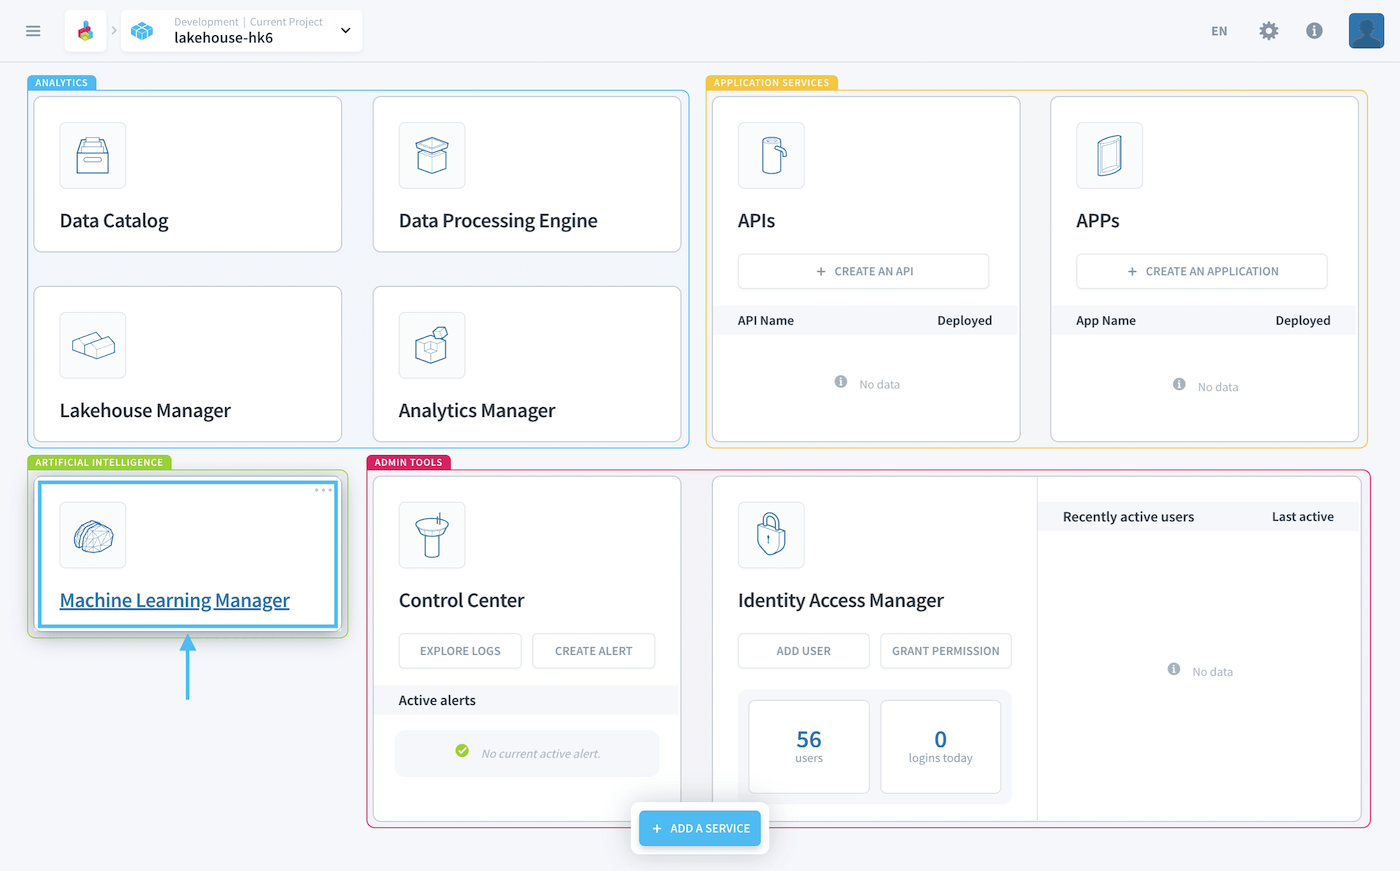 Development | Current Project
lakehouse-hk6
EN
ANALYTICS
Data Catalog
Data Processing Engine
Lakehouse Manager
Analytics Manager
APPLICATION SERVICES
APIs
+ CREATE AN API
API Name Deployed
No data
APPs
+ CREATE AN APPLICATION
App Name Deployed
No data
ARTIFICIAL INTELLIGENCE
Machine Learning Manager
ADMIN TOOLS
Control Center
EXPLORE LOGS CREATE ALERT
Active alerts
No current active alert.
Identity Access Manager
ADD USER GRANT PERMISSION
56
users
0
logins today
Recently active users Last active
No data
+ ADD A SERVICE